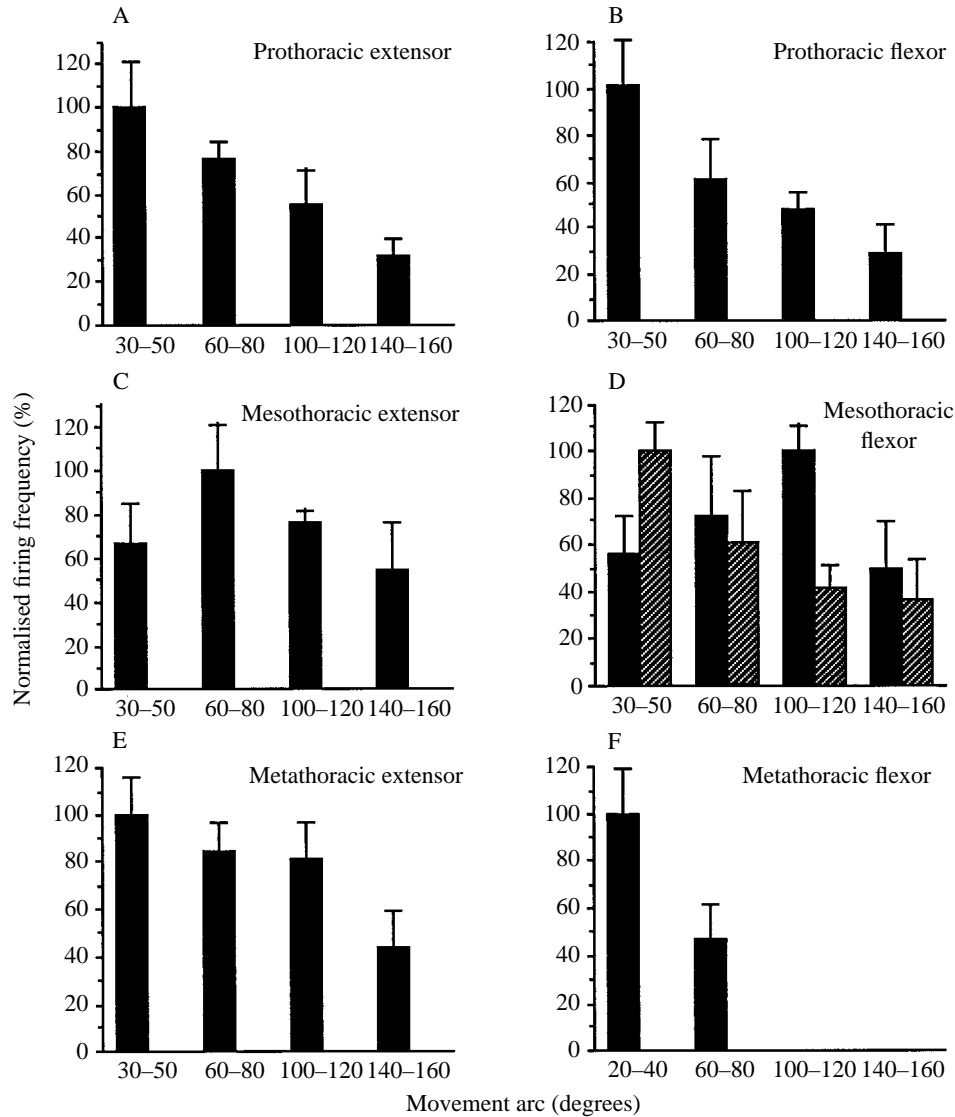 A
Prothoracic extensor
120
100
80
60
40
20
0
30–50 60–80 100–120 140–160
B
Prothoracic flexor
120
100
80
60
40
20
0
30–50 60–80 100–120 140–160
Normalised firing frequency (%)
C
Mesothoracic extensor
120
100
80
60
40
20
0
30–50 60–80 100–120 140–160
D
Mesothoracic
flexor
120
100
80
60
40
20
0
30–50 60–80 100–120 140–160
E
Metathoracic extensor
120
100
80
60
40
20
0
30–50 60–80 100–120 140–160
F
Metathoracic flexor
120
100
80
60
40
20
0
20–40 60–80 100–120 140–160
Movement arc (degrees)